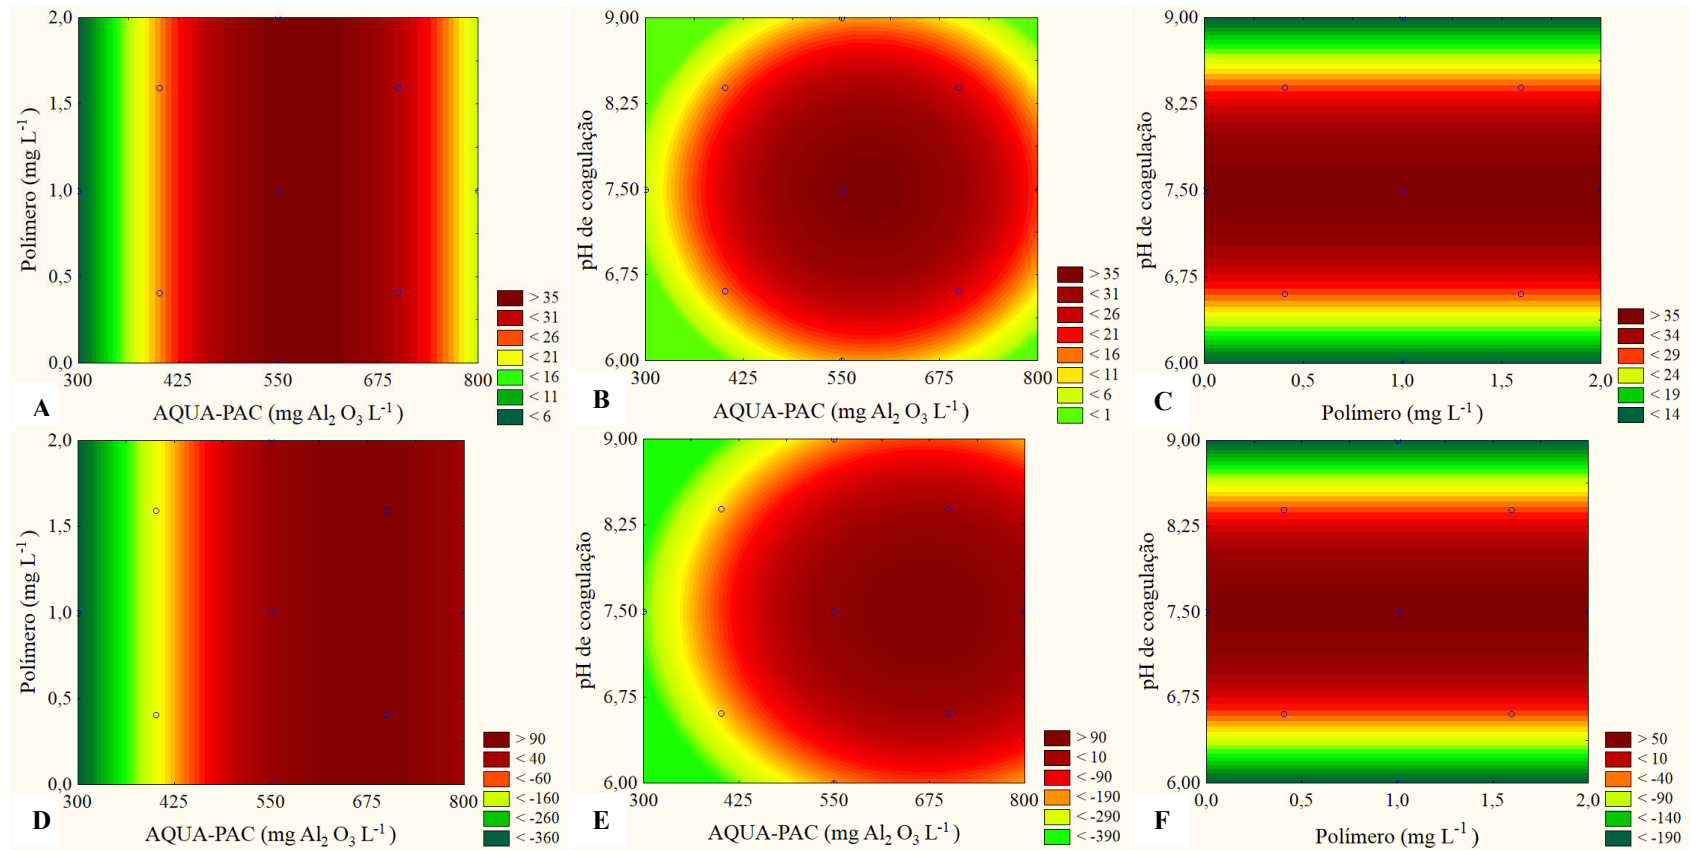 2,0
1,5
1,0
0,5
0,0
Polímero (mg L⁻¹)
300 425 550 675 800
AQUA-PAC (mg Al₂ O₃ L⁻¹)
> 35
< 31
< 26
< 21
< 16
< 11
< 6
A
9,00
8,25
7,50
6,75
6,00
pH de coagulação
300 425 550 675 800
AQUA-PAC (mg Al₂ O₃ L⁻¹)
> 35
< 31
< 26
< 21
< 16
< 11
< 6
< 1
B
9,00
8,25
7,50
6,75
6,00
pH de coagulação
0,0 0,5 1,0 1,5 2,0
Polímero (mg L⁻¹)
> 35
< 34
< 29
< 24
< 19
< 14
C
2,0
1,5
1,0
0,5
0,0
Polímero (mg L⁻¹)
300 425 550 675 800
AQUA-PAC (mg Al₂ O₃ L⁻¹)
> 90
< 40
< -60
< -160
< -260
< -360
D
9,00
8,25
7,50
6,75
6,00
pH de coagulação
300 425 550 675 800
AQUA-PAC (mg Al₂ O₃ L⁻¹)
> 90
< 10
< -90
< -190
< -290
< -390
E
9,00
8,25
7,50
6,75
6,00
pH de coagulação
0,0 0,5 1,0 1,5 2,0
Polímero (mg L⁻¹)
> 50
< 10
< -40
< -90
< -140
< -190
F